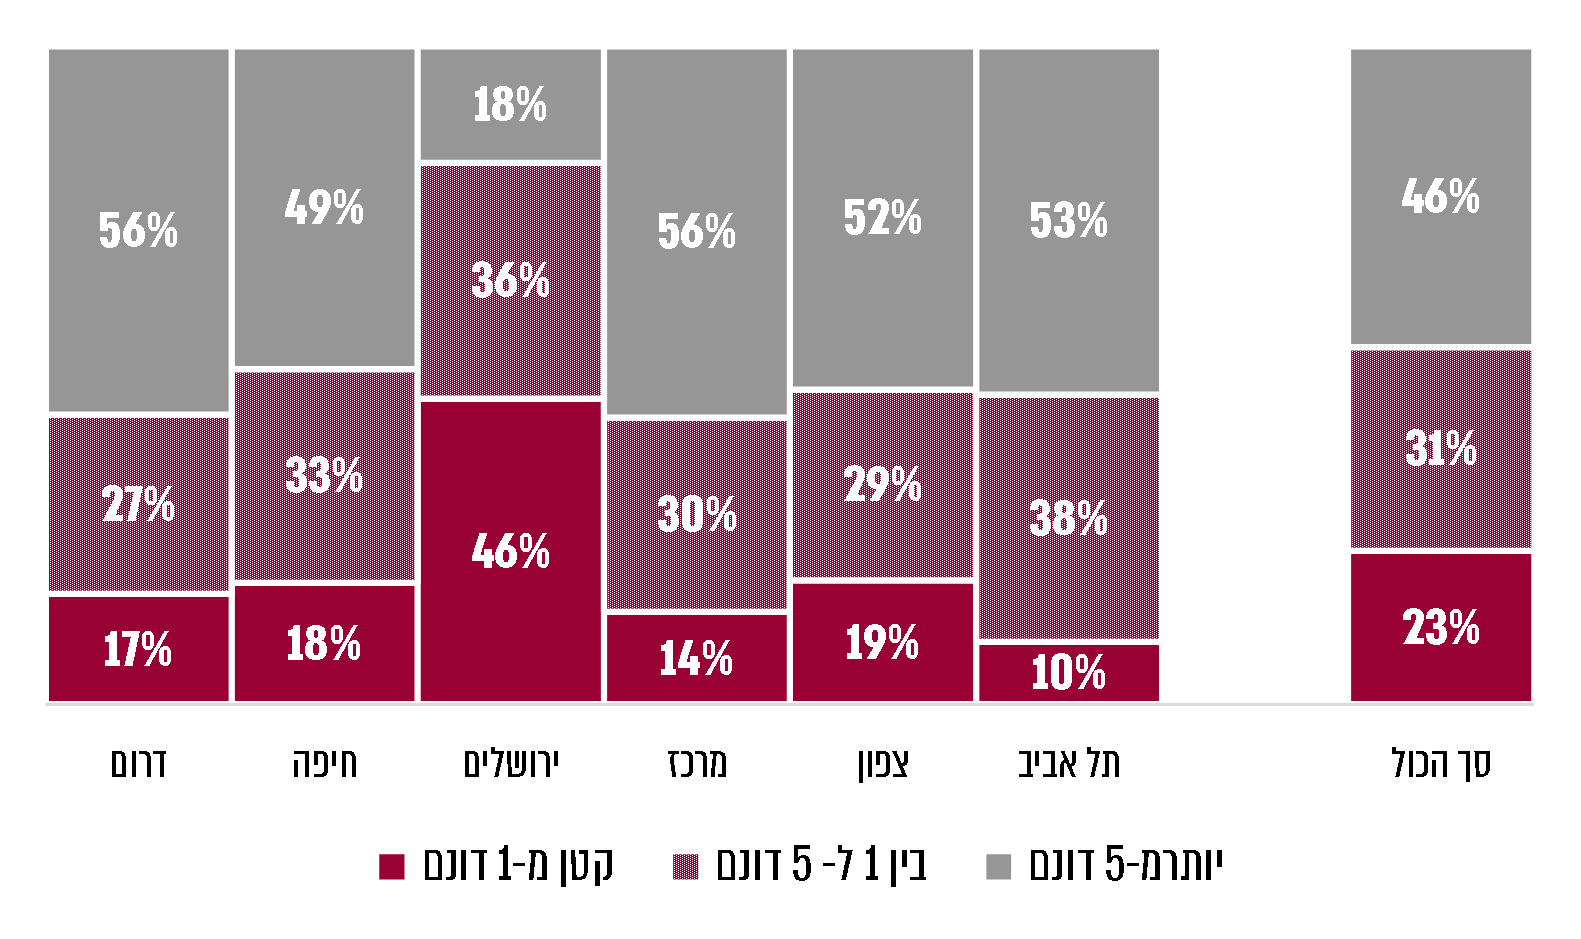 18%
56% 49% 56% 52% 53% 46%
36%
27% 33% 30% 29% 38% 31%
46%
17% 18% 14% 19% 10% 23%
דרום חיפה ירושלים מרכז צפון תל אביב סך הכול
קטן מ-1 דונם בין 1 ל- 5 דונם יותרמ-5 דונם